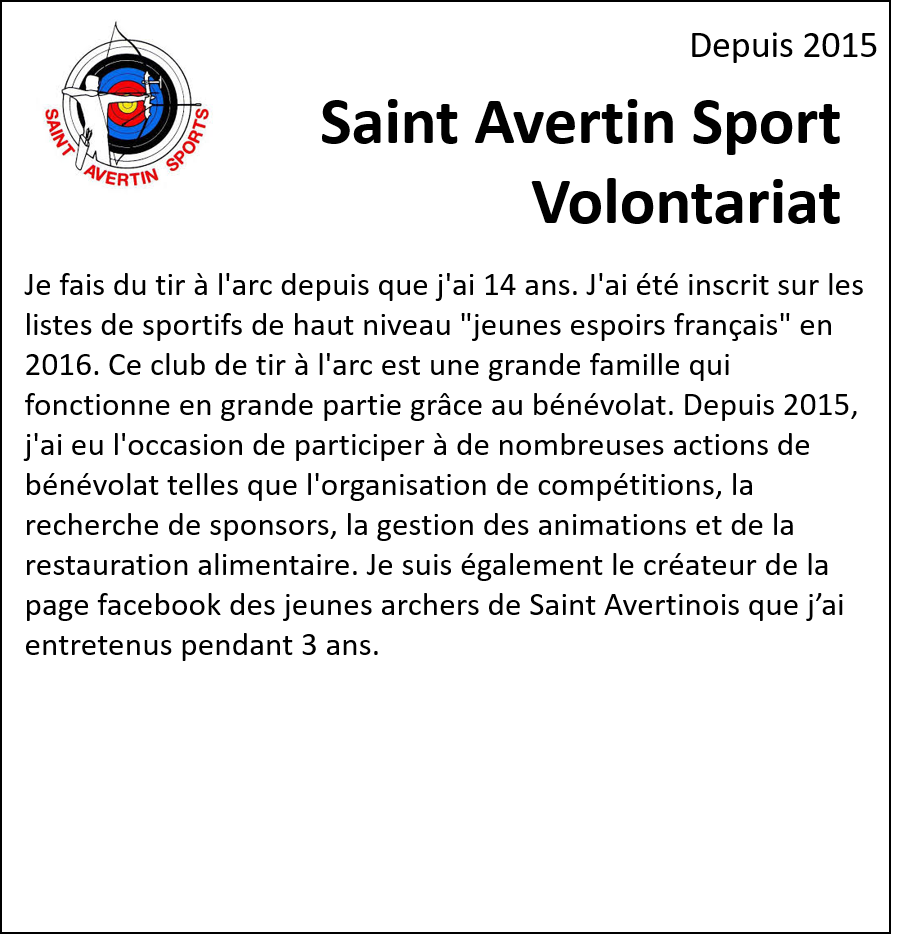 Depuis 2015
SAINT AVERTIN SPORTS
Saint Avertin Sport
Volontariat
Je fais du tir à l'arc depuis que j'ai 14 ans. J'ai été inscrit sur les
listes de sportifs de haut niveau "jeunes espoirs français" en
2016. Ce club de tir à l'arc est une grande famille qui
fonctionne en grande partie grâce au bénévolat. Depuis 2015,
j'ai eu l'occasion de participer à de nombreuses actions de
bénévolat telles que l'organisation de compétitions, la
recherche de sponsors, la gestion des animations et de la
restauration alimentaire. Je suis également le créateur de la
page facebook des jeunes archers de Saint Avertinois que j’ai
entretenus pendant 3 ans.